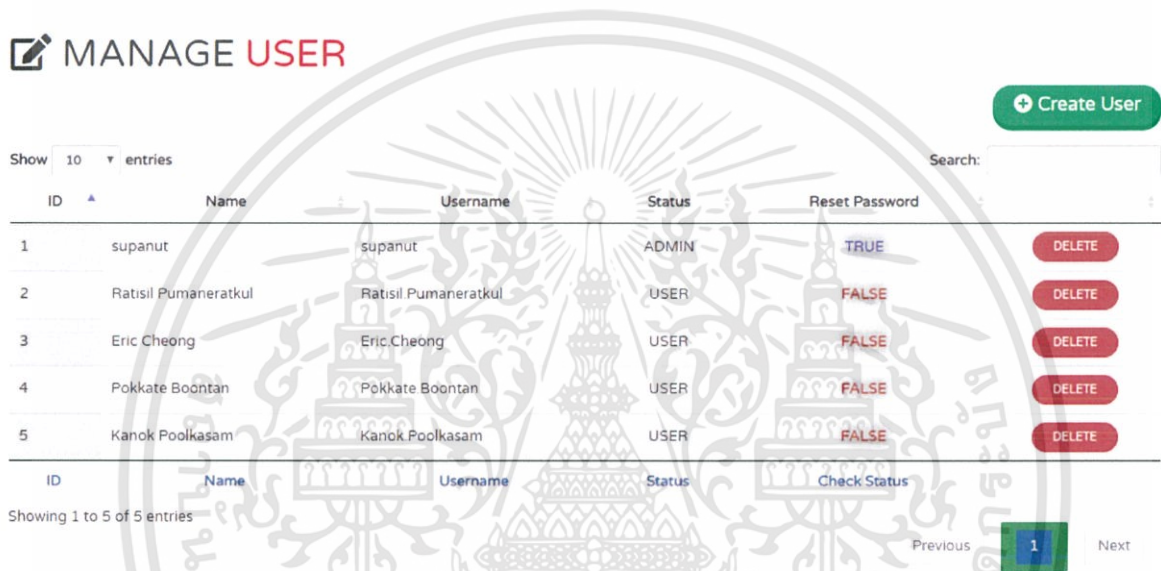 MANAGE USER
Create User
Show 10 entries Search:
ID Name Username Status Reset Password
1 supanut supanut ADMIN TRUE DELETE
2 Ratisil Pumaneratkul Ratisil.Pumaneratkul USER FALSE DELETE
3 Eric Cheong Eric.Cheong USER FALSE DELETE
4 Pokkate Boontan Pokkate Boontan USER FALSE DELETE
5 Kanok Poolkasam Kanok Poolkasam USER FALSE DELETE
ID Name Username Status Check Status
Showing 1 to 5 of 5 entries
Previous 1 Next